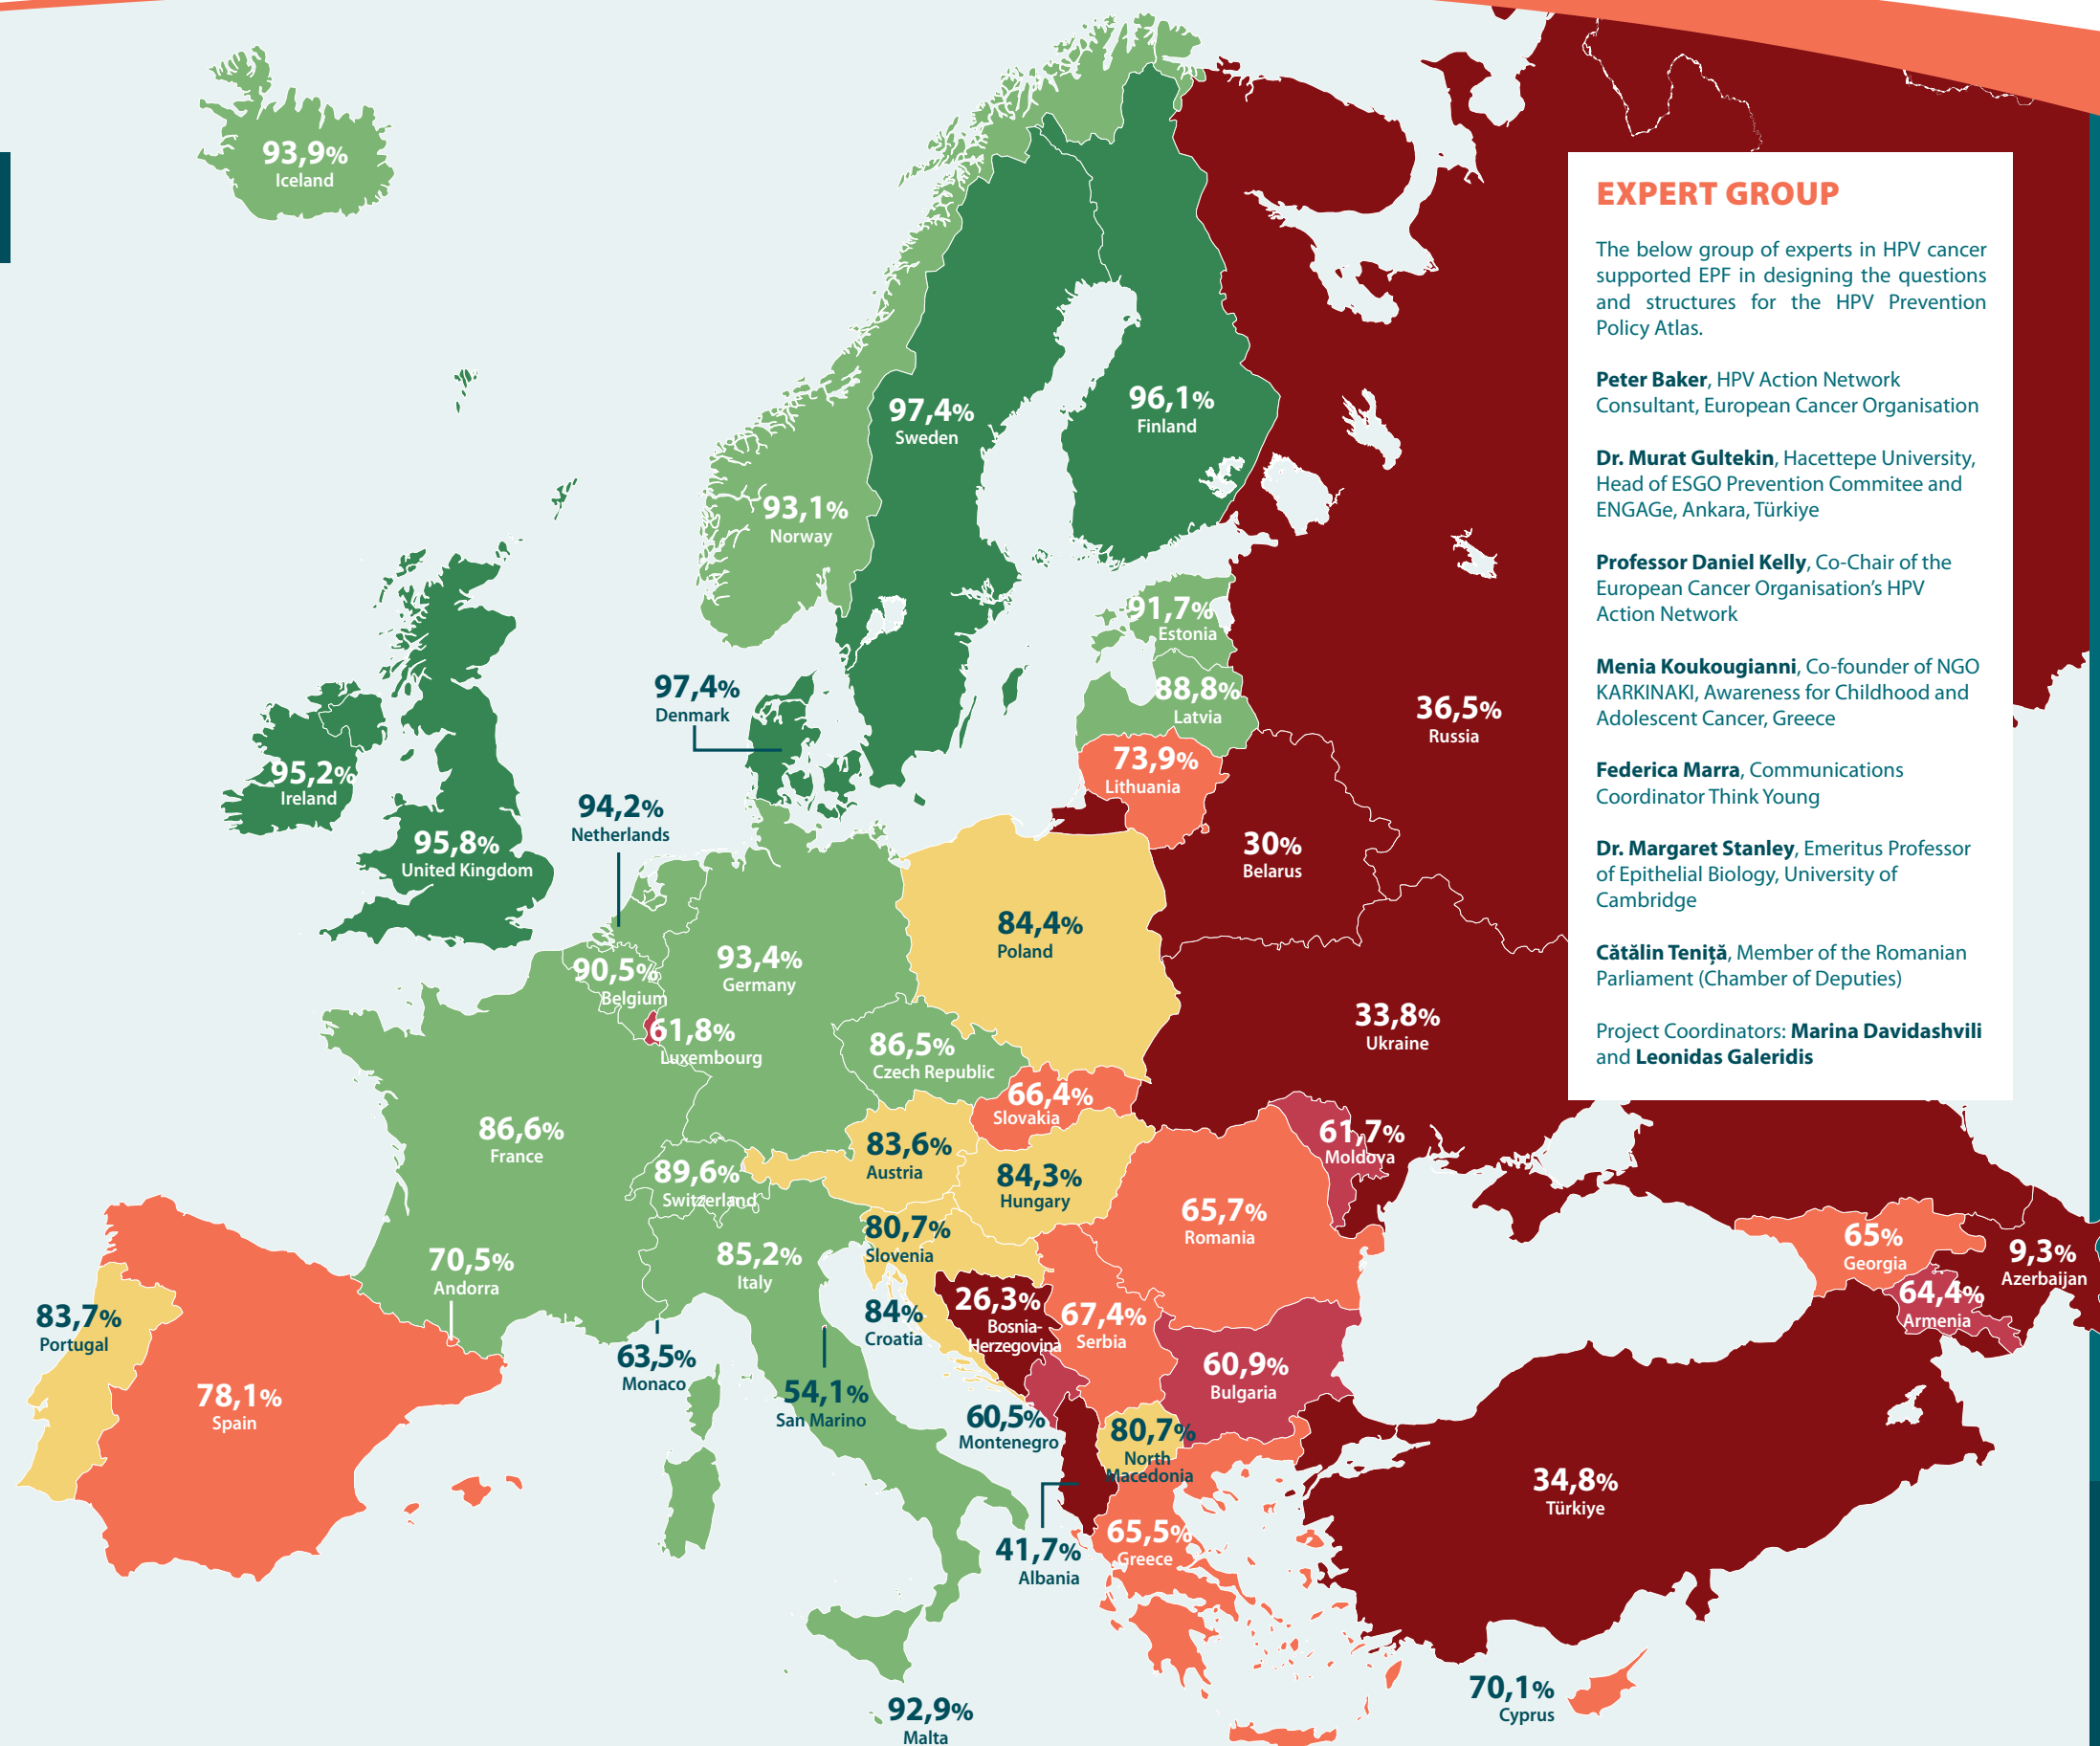 93,9%
Iceland
97,4%
Sweden
96,1%
Finland
93,1%
Norway
91,7%
Estonia
88,8%
Latvia
97,4%
Denmark
73,9%
Lithuania
36,5%
Russia
95,2%
Ireland
94,2%
Netherlands
95,8%
United Kingdom
30%
Belarus
84,4%
Poland
90,5%
Belgium
93,4%
Germany
61,8%
Luxembourg
33,8%
Ukraine
86,5%
Czech Republic
66,4%
Slovakia
86,6%
France
83,6%
Austria
61,7%
Moldova
89,6%
Switzerland
84,3%
Hungary
65,7%
Romania
80,7%
Slovenia
70,5%
Andorra
85,2%
Italy
65%
Georgia
9,3%
Azerbaijan
83,7%
Portugal
84%
Croatia
26,3%
Bosnia-
Herzegovina
67,4%
Serbia
64,4%
Armenia
63,5%
Monaco
60,9%
Bulgaria
78,1%
Spain
54,1%
San Marino
60,5%
Montenegro
80,7%
North
Macedonia
34,8%
Türkiye
65,5%
Greece
41,7%
Albania
92,9%
Malta
70,1%
Cyprus
EXPERT GROUP
The below group of experts in HPV cancer
supported EPF in designing the questions
and structures for the HPV Prevention
Policy Atlas.
Peter Baker, HPV Action Network
Consultant, European Cancer Organisation
Dr. Murat Gultekin, Hacettepe University,
Head of ESGO Prevention Commitee and
ENGAGe, Ankara, Türkiye
Professor Daniel Kelly, Co-Chair of the
European Cancer Organisation's HPV
Action Network
Menia Koukougianni, Co-founder of NGO
KARKINAKI, Awareness for Childhood and
Adolescent Cancer, Greece
Federica Marra, Communications
Coordinator Think Young
Dr. Margaret Stanley, Emeritus Professor
of Epithelial Biology, University of
Cambridge
Cătălin Teniță, Member of the Romanian
Parliament (Chamber of Deputies)
Project Coordinators: Marina Davidashvili
and Leonidas Galeridis